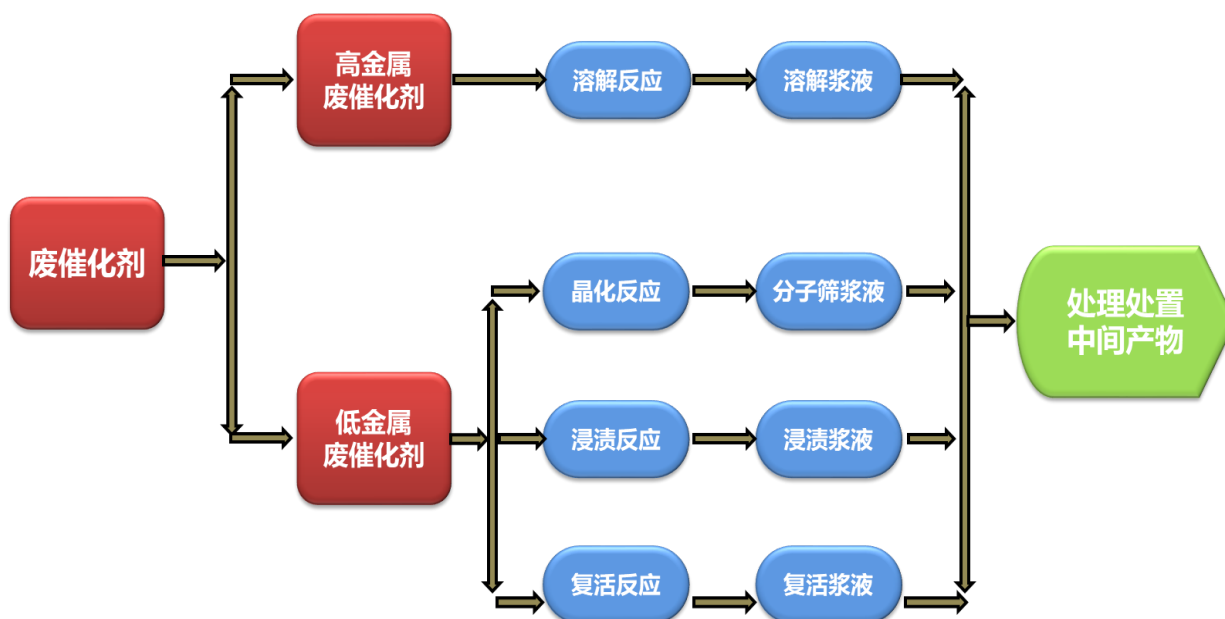 高金属
废催化剂
溶解反应
溶解浆液
废催化剂
晶化反应
分子筛浆液
处理处置
中间产物
低金属
废催化剂
浸渍反应
浸渍浆液
复活反应
复活浆液